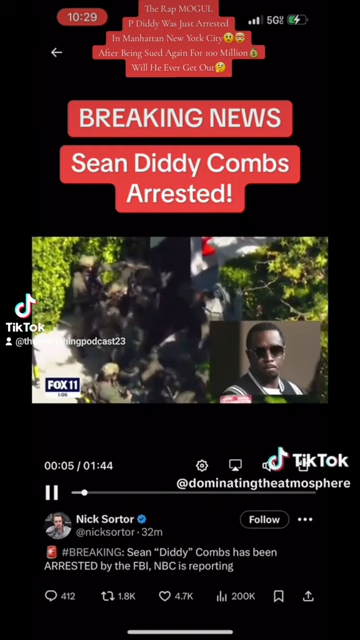 The Rap MOGUL
10:29
P Diddy Was Just Arrested
5G
In Manhattan New York City😮🤯
After Being Sued Again For 100 Million💰
Will He Ever Get Out🤔
BREAKING NEWS
Sean Diddy Combs
Arrested!
TikTok
FOX 11
00:05 / 01:44
TikTok
@dominatingtheatmosphere
Nick Sortor
@nicksortor · 32m
Follow
🚨 #BREAKING: Sean “Diddy” Combs has been
ARRESTED by the FBI, NBC is reporting
412
1.8K
4.7K
200K